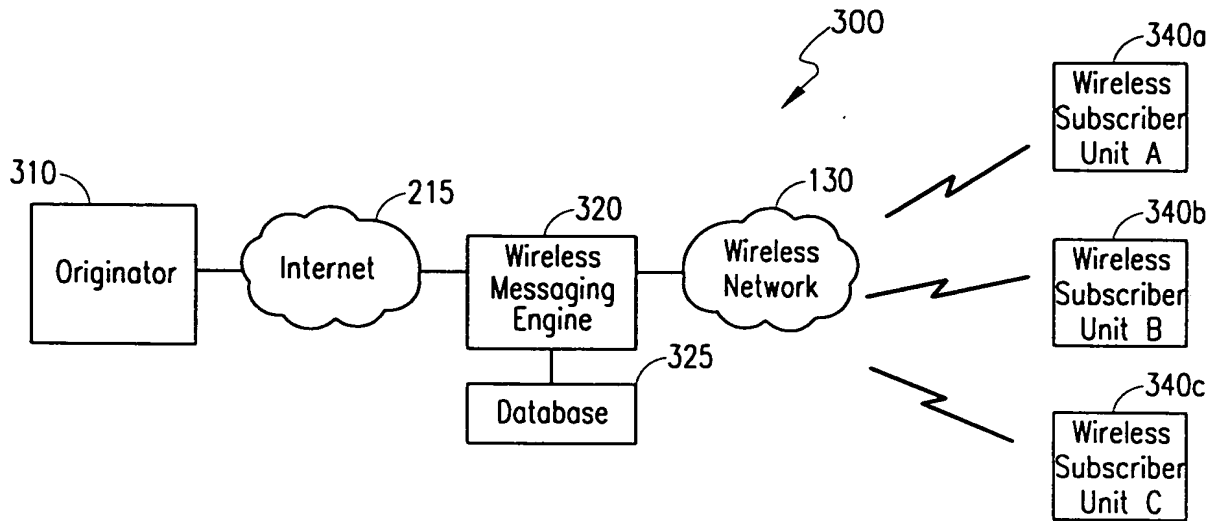 300
340a
Wireless
Subscriber
Unit A
310
Originator
215
Internet
320
Wireless
Messaging
Engine
325
Database
130
Wireless
Network
340b
Wireless
Subscriber
Unit B
340c
Wireless
Subscriber
Unit C